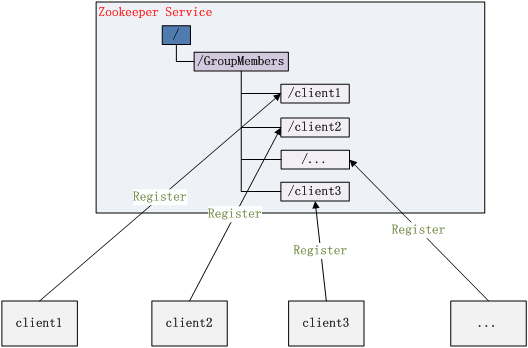 Zookeeper Service
/
/GroupMembers
/client1
/client2
/...
/client3
Register
Register
Register
Register
client1
client2
client3
...